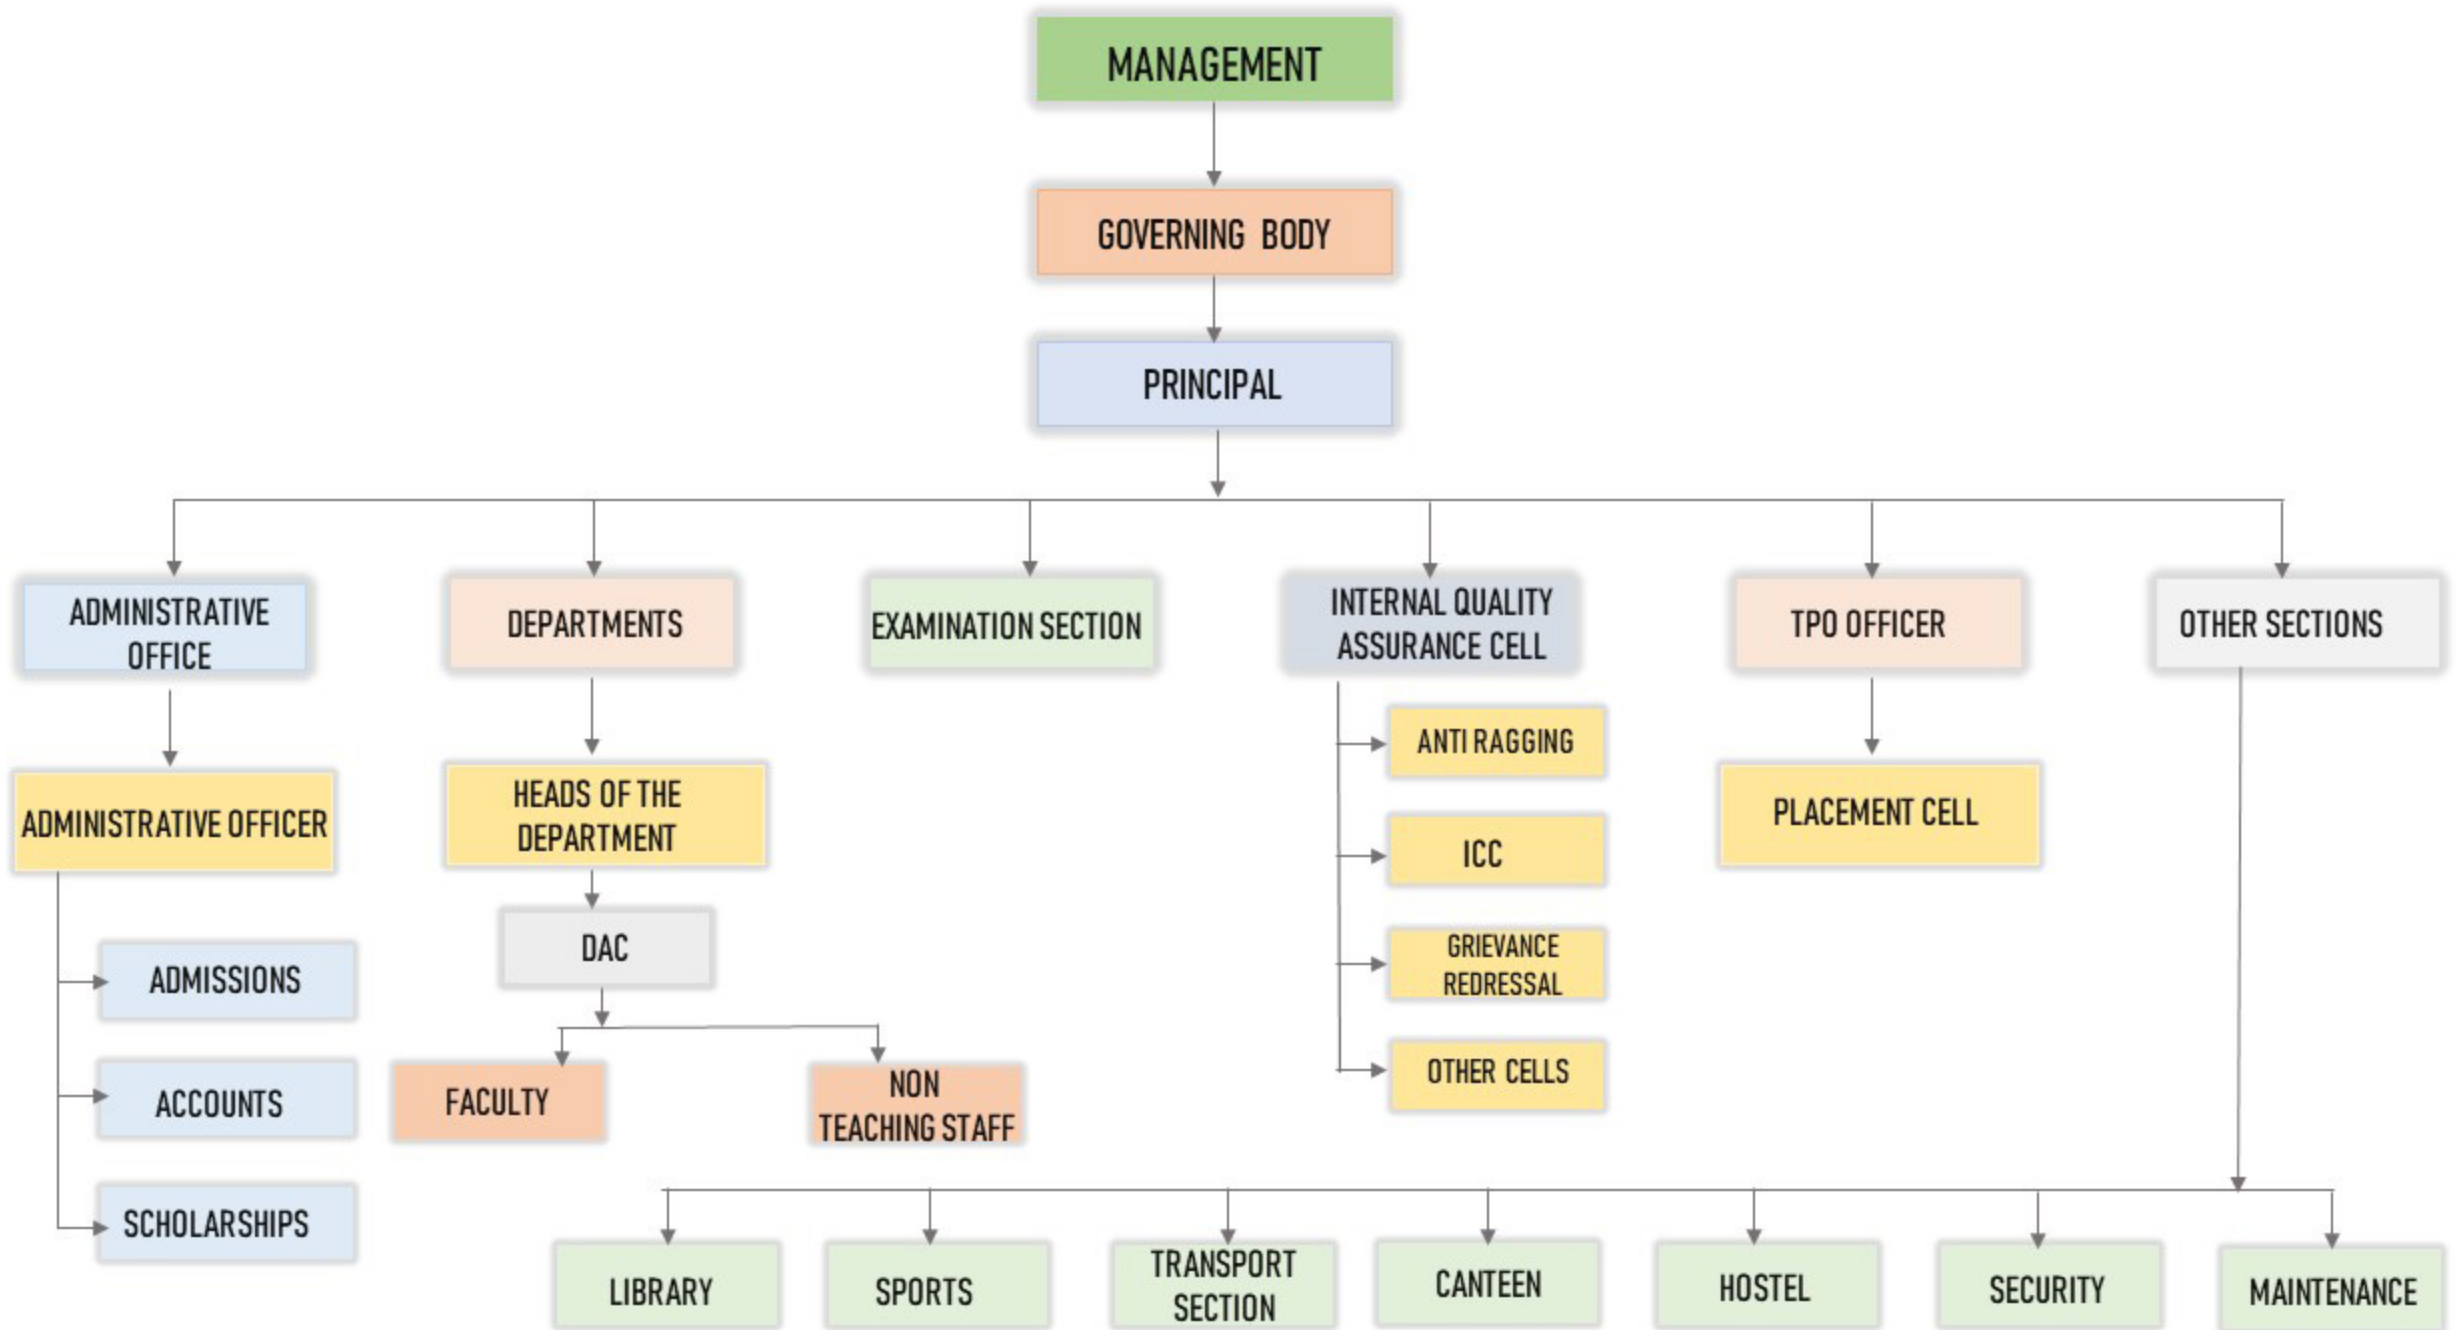 MANAGEMENT
GOVERNING BODY
PRINCIPAL
ADMINISTRATIVE
OFFICE
DEPARTMENTS
EXAMINATION SECTION
INTERNAL QUALITY
ASSURANCE CELL
TPO OFFICER
OTHER SECTIONS
ADMINISTRATIVE OFFICER
ADMISSIONS
ACCOUNTS
SCHOLARSHIPS
HEADS OF THE
DEPARTMENT
DAC
FACULTY
NON
TEACHING STAFF
ANTI RAGGING
ICC
GRIEVANCE
REDRESSAL
OTHER CELLS
PLACEMENT CELL
LIBRARY
SPORTS
TRANSPORT
SECTION
CANTEEN
HOSTEL
SECURITY
MAINTENANCE